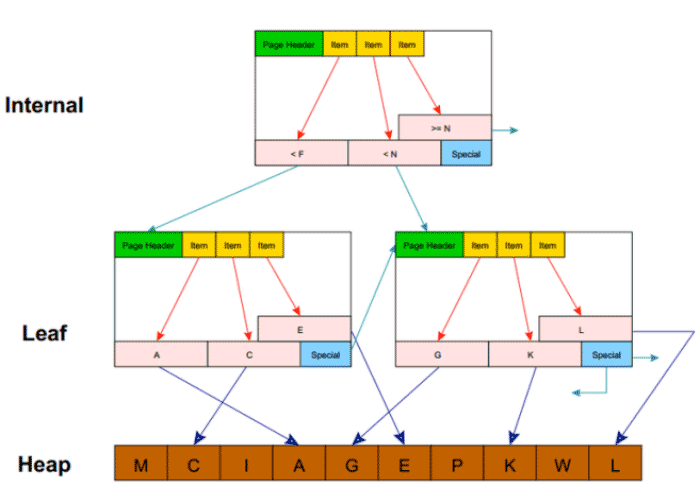 Page Header Item Item Item
Internal
>= N
< F < N Special
Page Header Item Item Item Page Header Item Item Item
Leaf
E L
A C Special G K Special
Heap M C I A G E P K W L